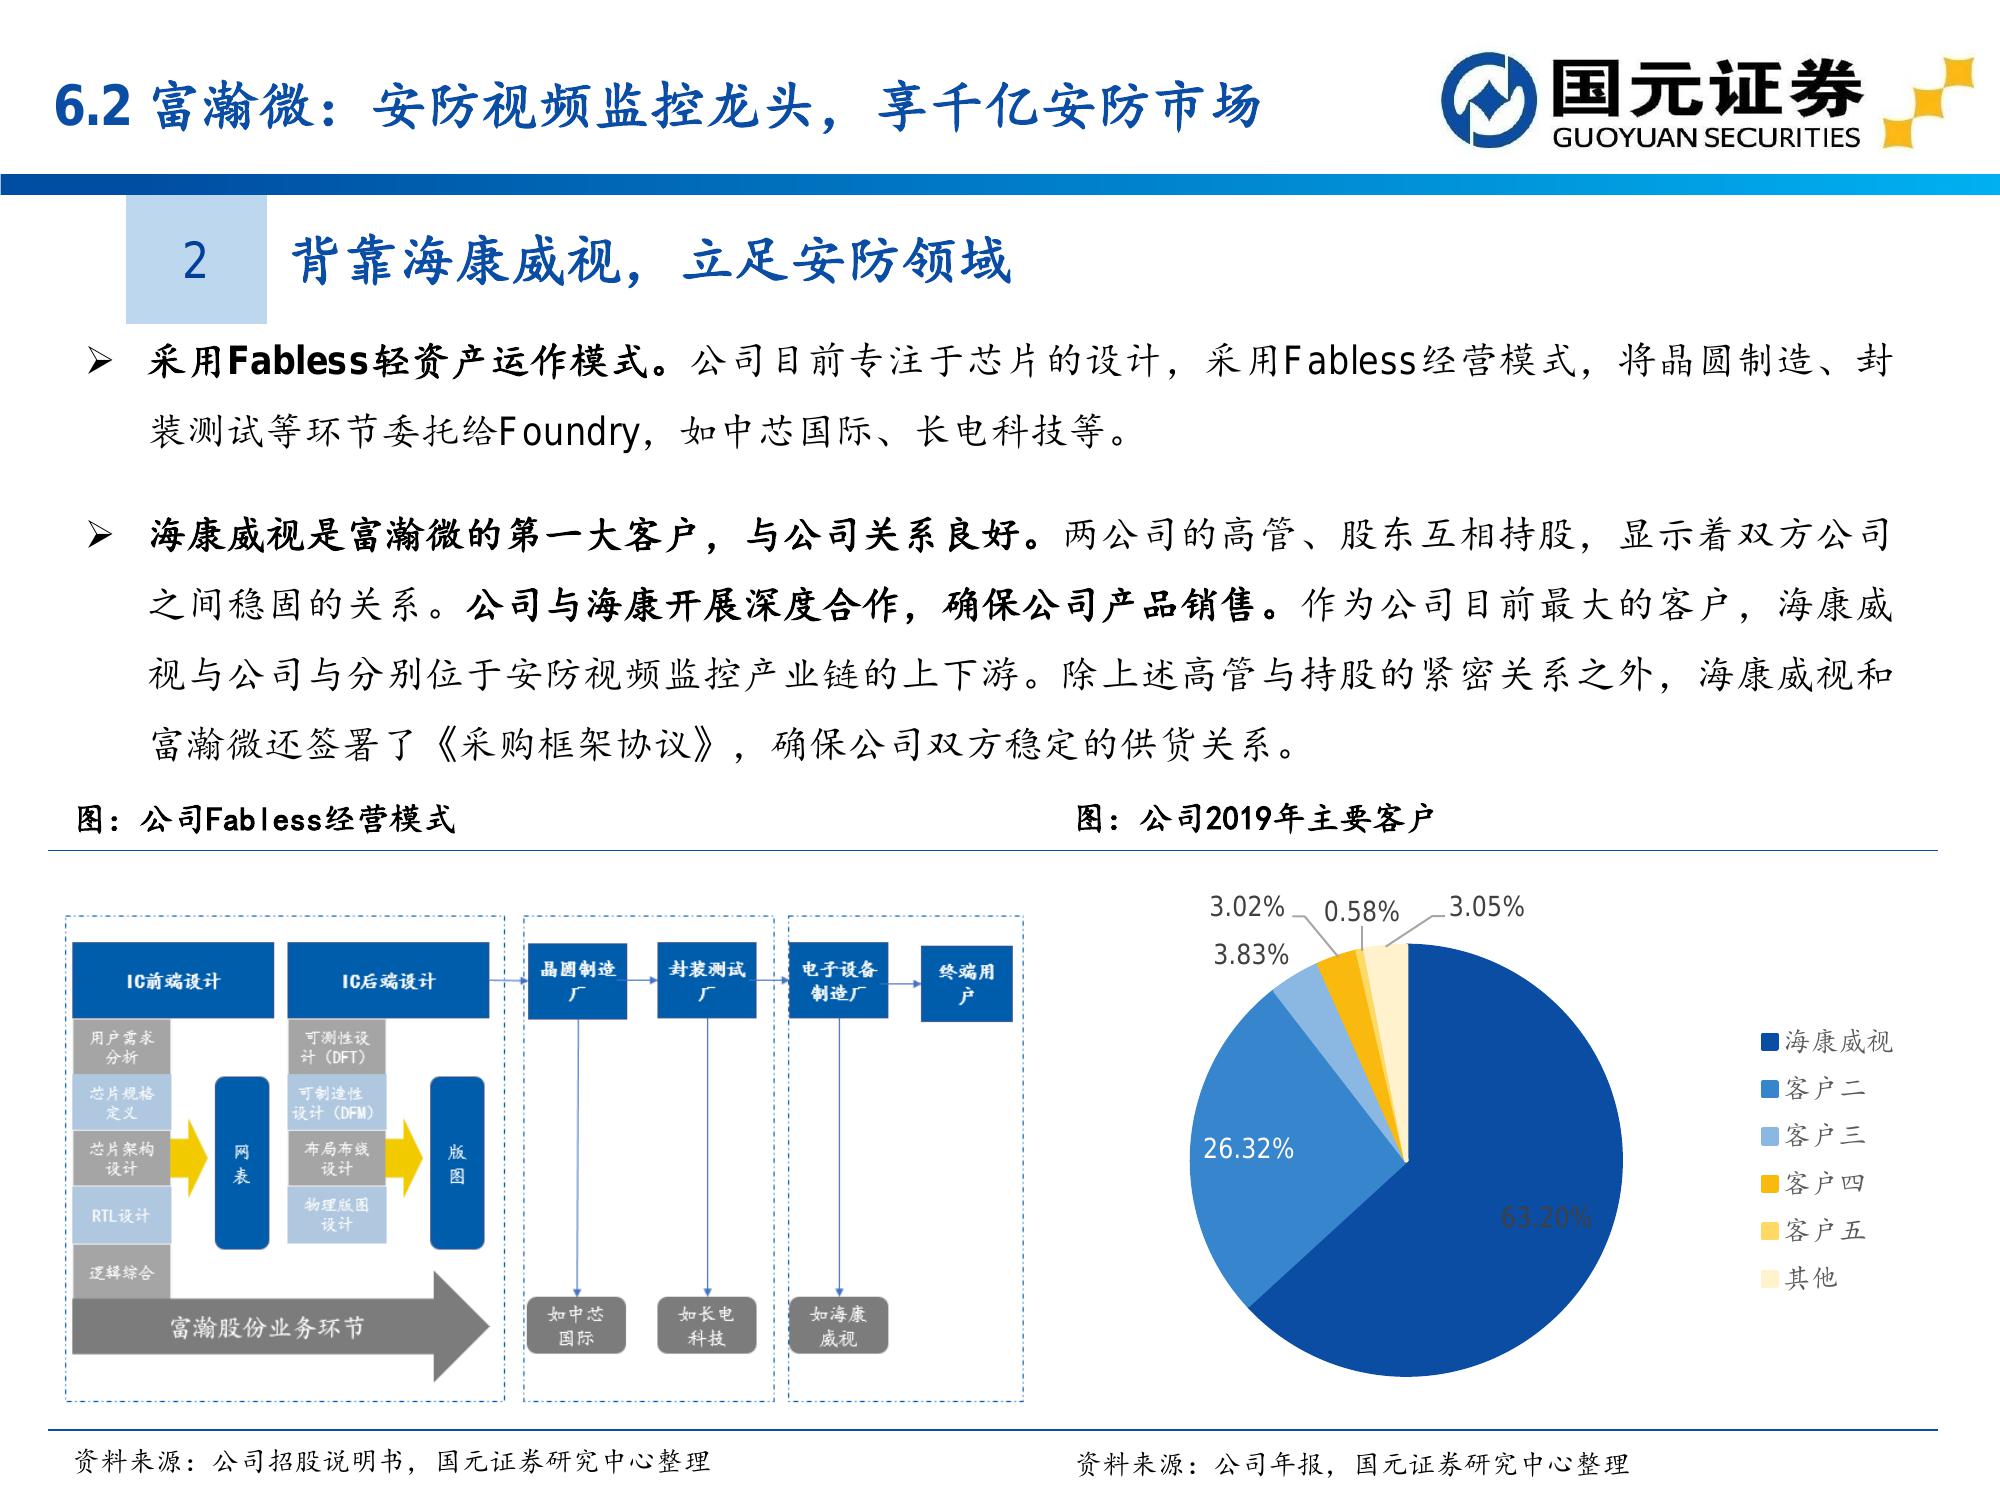 6.2 富瀚微：安防视频监控龙头，享千亿安防市场
国元证券
GUOYUAN SECURITIES
2
背靠海康威视，立足安防领域
采用Fabless轻资产运作模式。公司目前专注于芯片的设计，采用Fabless经营模式，将晶圆制造、封
装测试等环节委托给Foundry，如中芯国际、长电科技等。
海康威视是富瀚微的第一大客户，与公司关系良好。两公司的高管、股东互相持股，显示着双方公司
之间稳固的关系。公司与海康开展深度合作，确保公司产品销售。作为公司目前最大的客户，海康威
视与公司与分别位于安防视频监控产业链的上下游。除上述高管与持股的紧密关系之外，海康威视和
富瀚微还签署了《采购框架协议》，确保公司双方稳定的供货关系。
图：公司Fabless经营模式
IC前端设计
IC后端设计
晶圆制造
厂
封装测试
厂
电子设备
制造厂
终端用
户
用户需求
分析
芯片规格
定义
芯片架构
设计
RTL设计
逻辑综合
网
表
可测性设
计（DFT）
可制造性
设计（DFM）
布局布线
设计
物理版图
设计
版
图
富瀚股份业务环节
如中芯
国际
如长电
科技
如海康
威视
资料来源：公司招股说明书，国元证券研究中心整理
图：公司2019年主要客户
3.02%
0.58%
3.05%
3.83%
26.32%
63.20%
海康威视
客户二
客户三
客户四
客户五
其他
资料来源：公司年报，国元证券研究中心整理